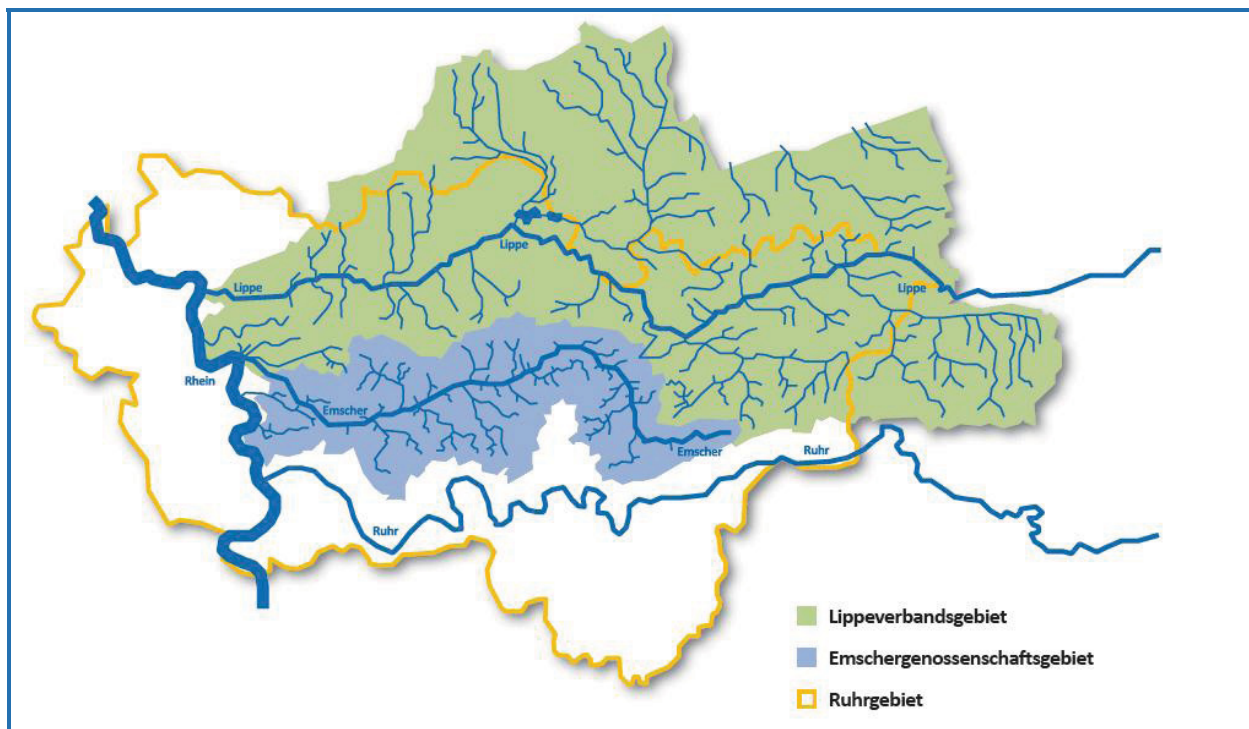 Lippe
Lippe
Lippe
Rhein
Emscher
Emscher
Ruhr
Ruhr
Lippeverbandsgebiet
Emschergenossenschaftsgebiet
Ruhrgebiet